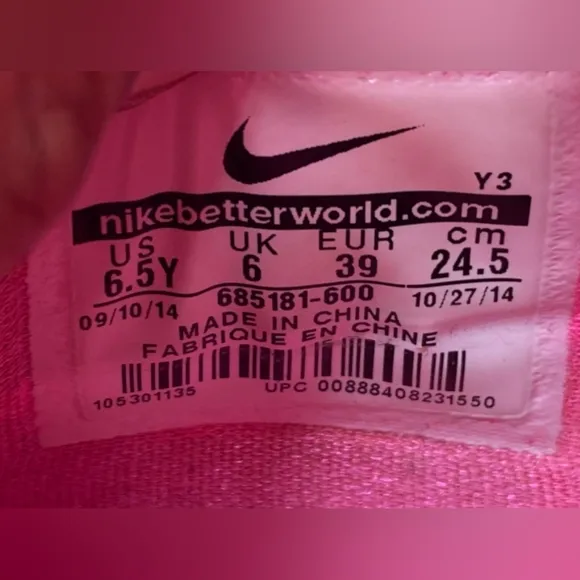 Y3
nikebetterworld.com
US UK EUR cm
6.5Y 6 39 24.5
09/10/14 685181-600 10/27/14
MADE IN CHINA
FABRIQUE EN CHINE
105301135 UPC 00888408231550